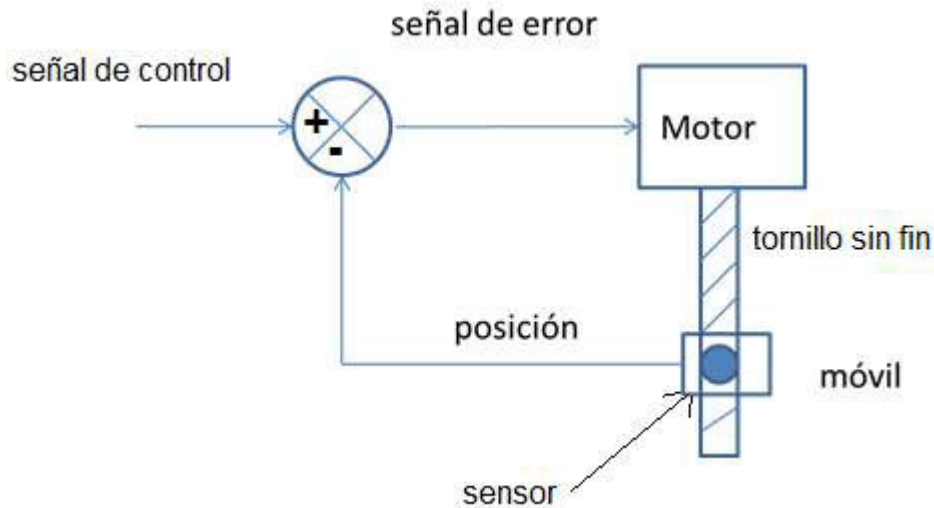 señal de error
señal de control
+
-
Motor
tornillo sin fin
posición
móvil
sensor